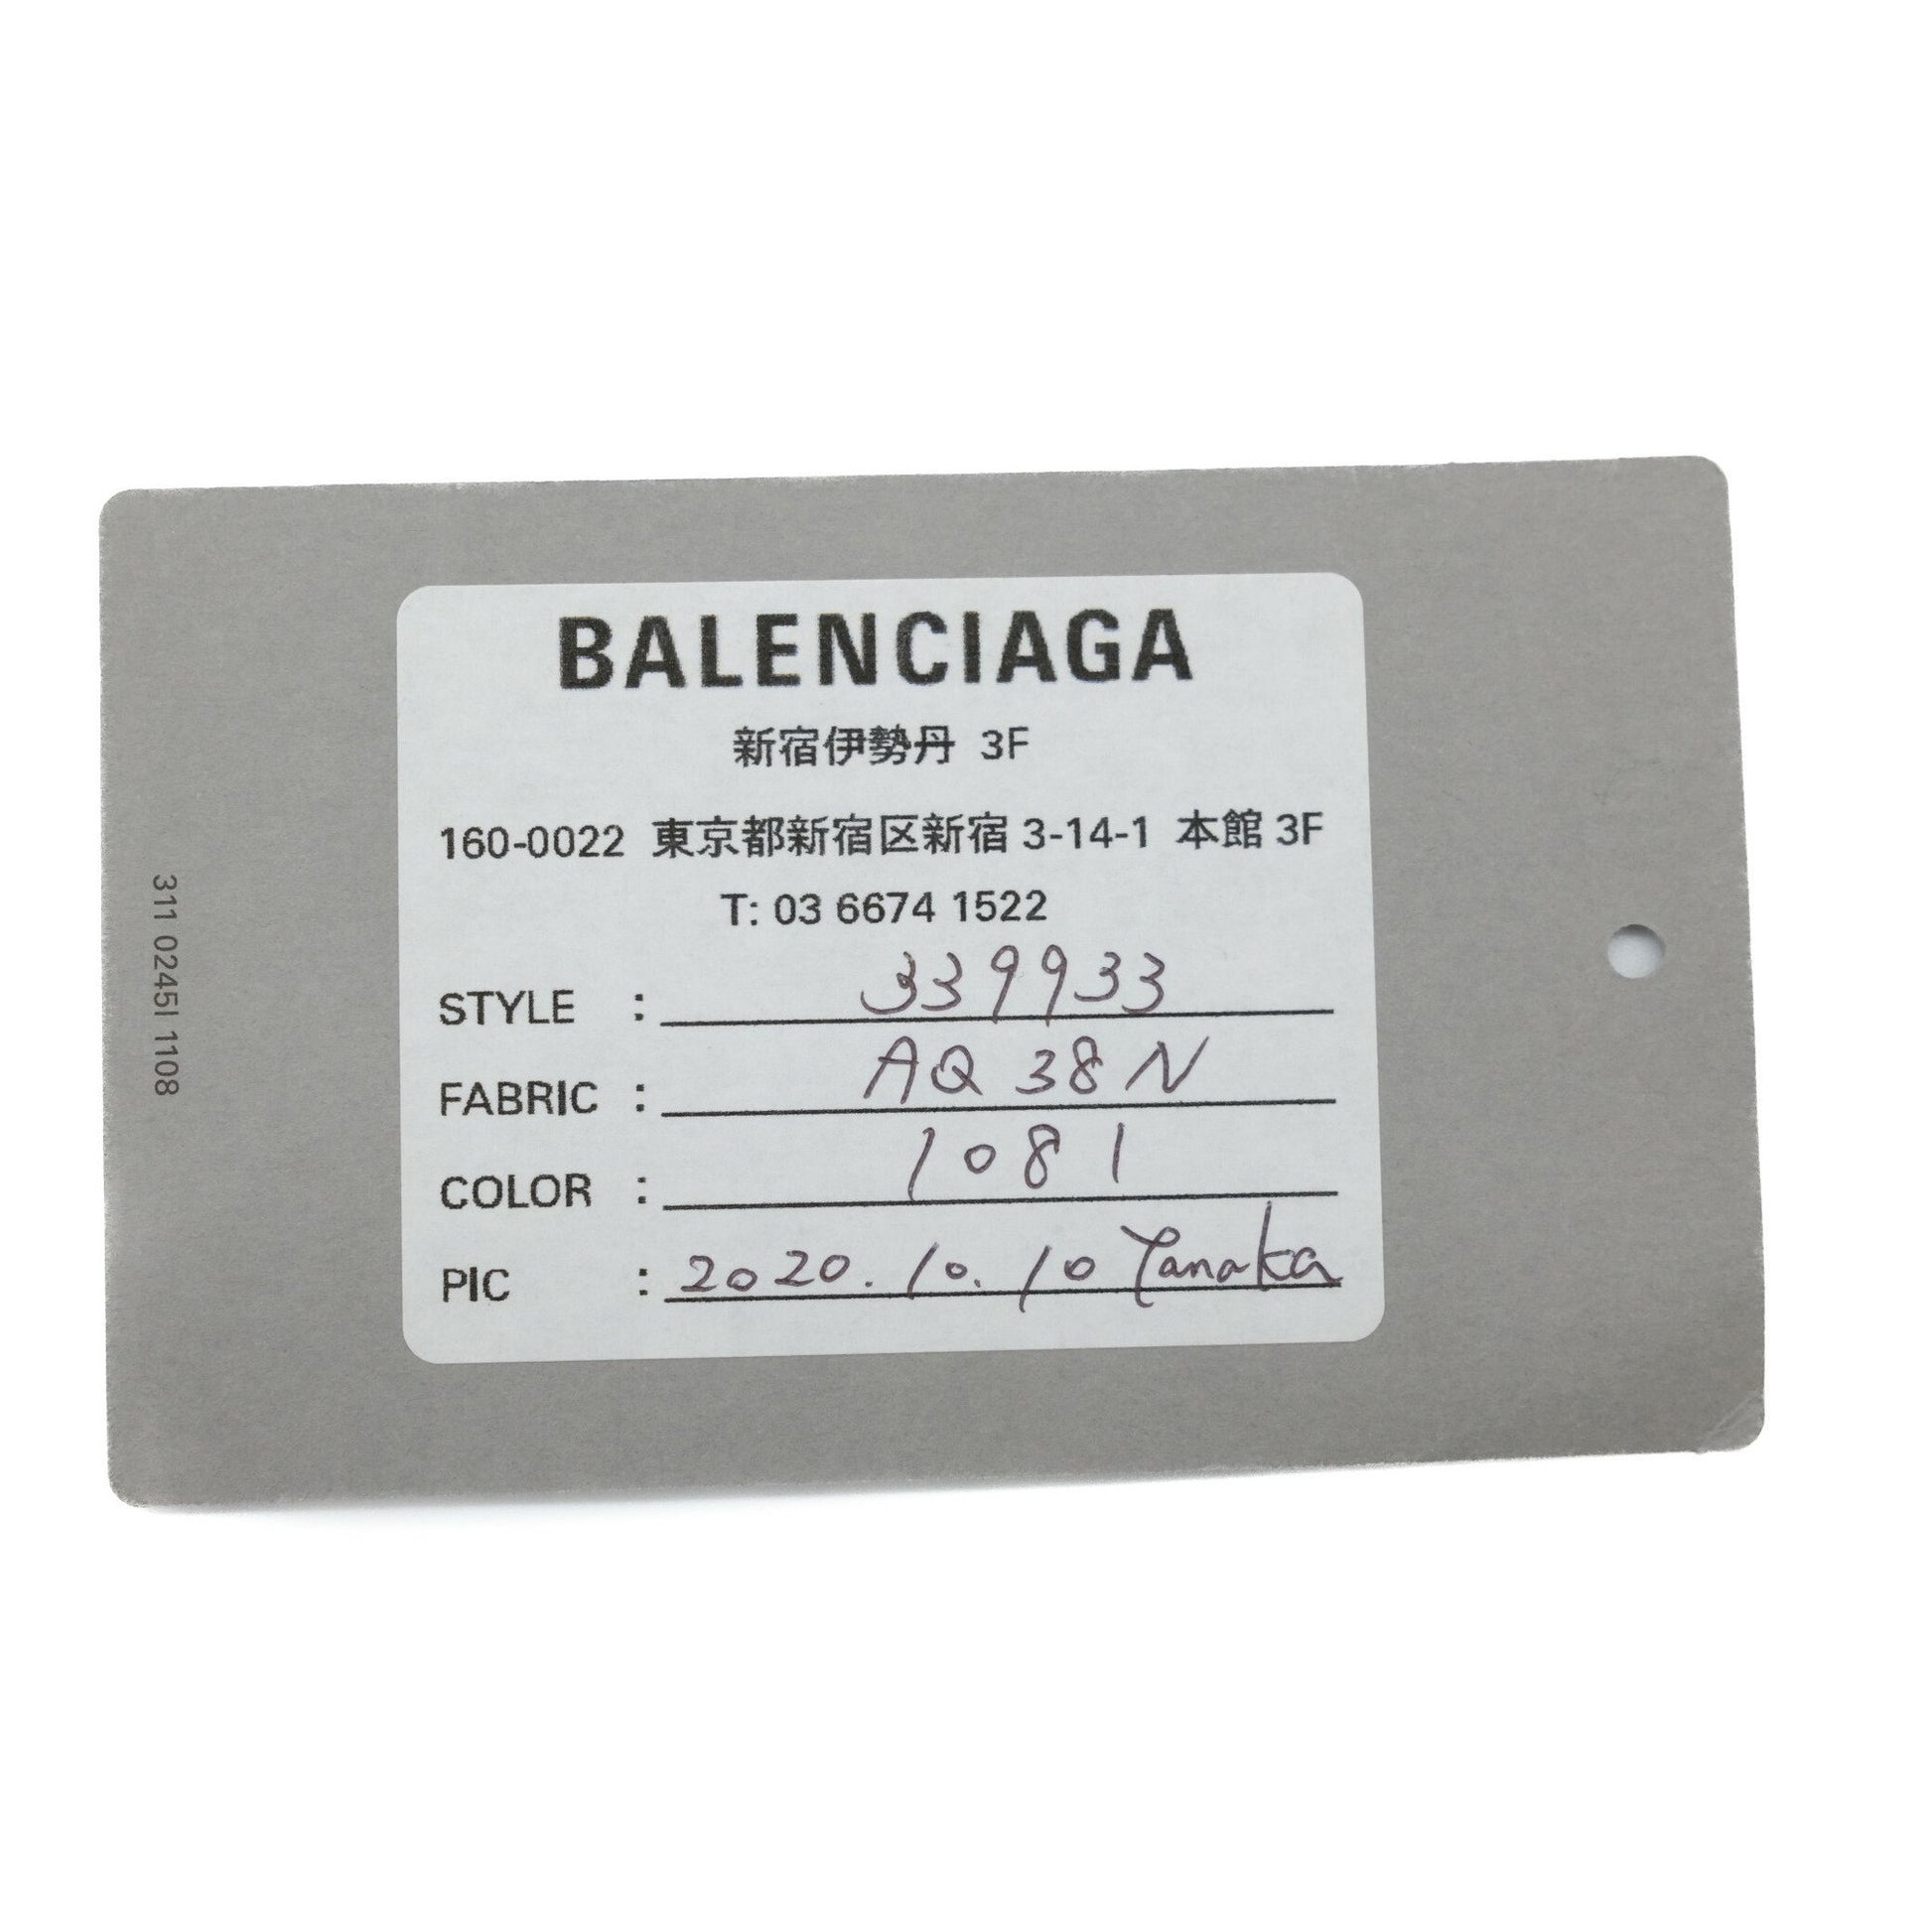 BALENCIAGA
新宿伊勢丹 3F
160-0022 東京都新宿区新宿 3-14-1 本館 3F
T: 03 6674 1522
STYLE : 339933
FABRIC : AQ38N
COLOR : 1081
PIC : 2020.10.10 Tanaka
311 0245I 1108